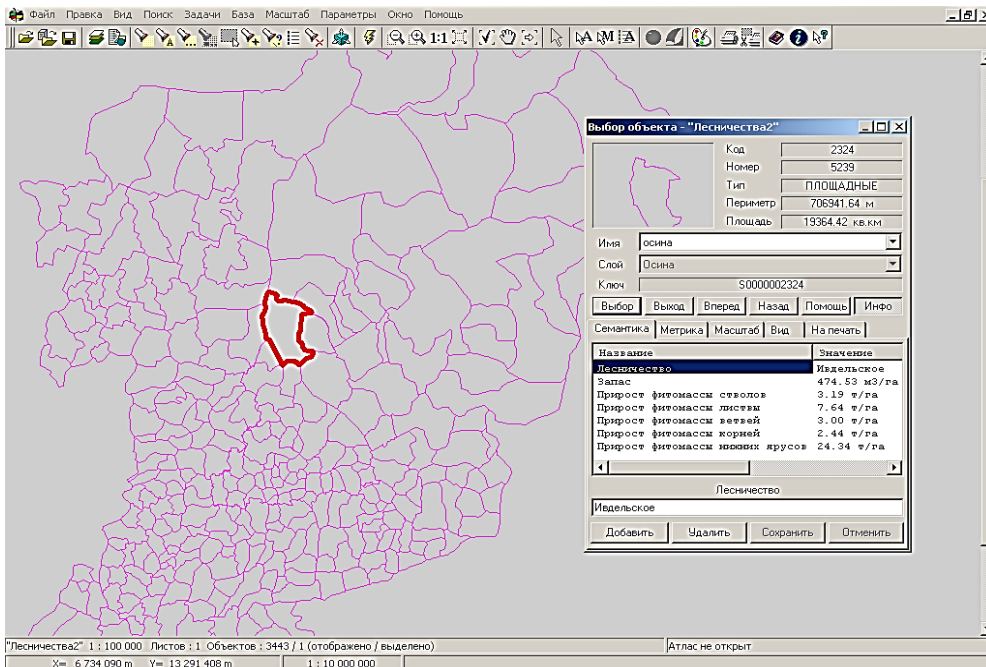 Файл Правка Вид Поиск Задачи База Масштаб Параметры Окно Помощь
1:1
Выбор объекта - "Лесничества2"
Код 2324
Номер 5239
Тип ПЛОЩАДНЫЕ
Периметр 706941.64 м
Площадь 19364.42 кв.км
Имя осина
Слой Осина
Ключ S0000002324
Выбор Выход Вперед Назад Помощь Инфо
Семантика Метрика Масштаб Вид На печать
Название Значение
Лесничество Ивдельское
Запас 474.53 м3/га
Прирост фитомассы стволов 3.19 т/га
Прирост фитомассы листвы 7.64 т/га
Прирост фитомассы ветвей 3.00 т/га
Прирост фитомассы корней 2.44 т/га
Прирост фитомассы нижних ярусов 24.34 т/га
Лесничество
Ивдельское
Добавить Удалить Сохранить Отменить
"Лесничества2" 1 : 100 000 Листов : 1 Объектов : 3443 / 1 (отображено / выделено) Атлас не открыт
X= 6 734 090 m Y= 13 291 408 m 1 : 10 000 000